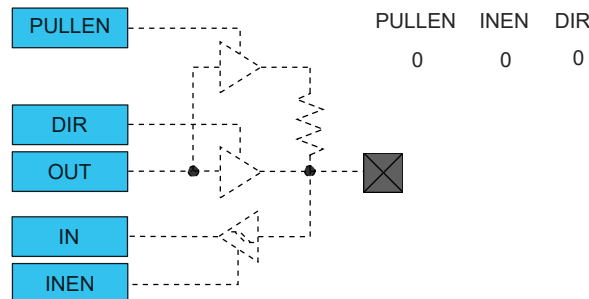 PULLEN
PULLEN INEN DIR
0 0 0
DIR
OUT
IN
INEN